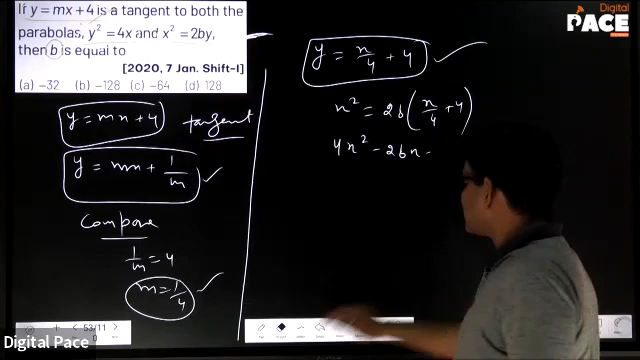 If y = mx + 4 is a tangent to both the
parabolas, y² = 4x and x² = 2by,
then b is equal to
[2020, 7 Jan. Shift-I]
(a) -32 (b) -128 (c) -64 (d) 128
y = mx + 4 tangent
y = mx + 1/m
Compare
1/m = 4
m = 1/4
y = x/4 + 4
x² = 2b(x/4 + 4)
4x² - 2bx -
Digital
PACE
53/11
Digital Pace